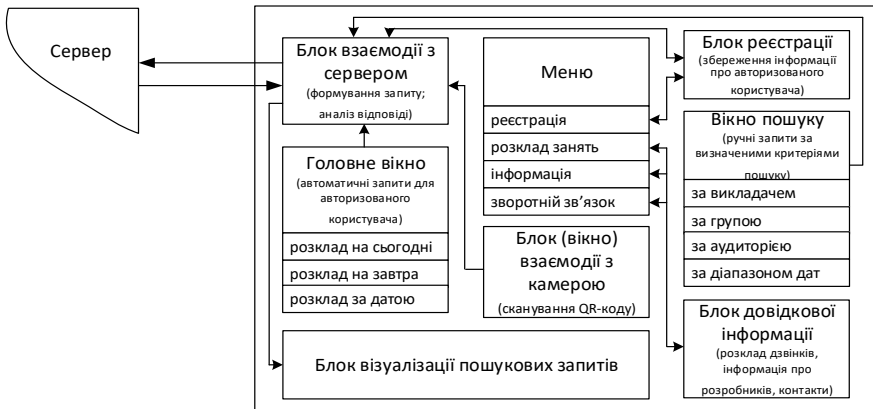 Сервер
Блок взаємодії з
сервером
(формування запиту;
аналіз відповіді)
Меню
реєстрація
розклад занять
інформація
зворотній зв’язок
Блок реєстрації
(збереження інформації
про авторизованого
користувача)
Вікно пошуку
(ручні запити за
визначеними критеріями
пошуку)
за викладачем
за групою
за аудиторією
за діапазоном дат
Головне вікно
(автоматичні запити для
авторизованого
користувача)
розклад на сьогодні
розклад на завтра
розклад за датою
Блок (вікно)
взаємодії з
камерою
(сканування QR-коду)
Блок довідкової
інформації
(розклад дзвінків,
інформація про
розробників, контакти)
Блок візуалізації пошукових запитів